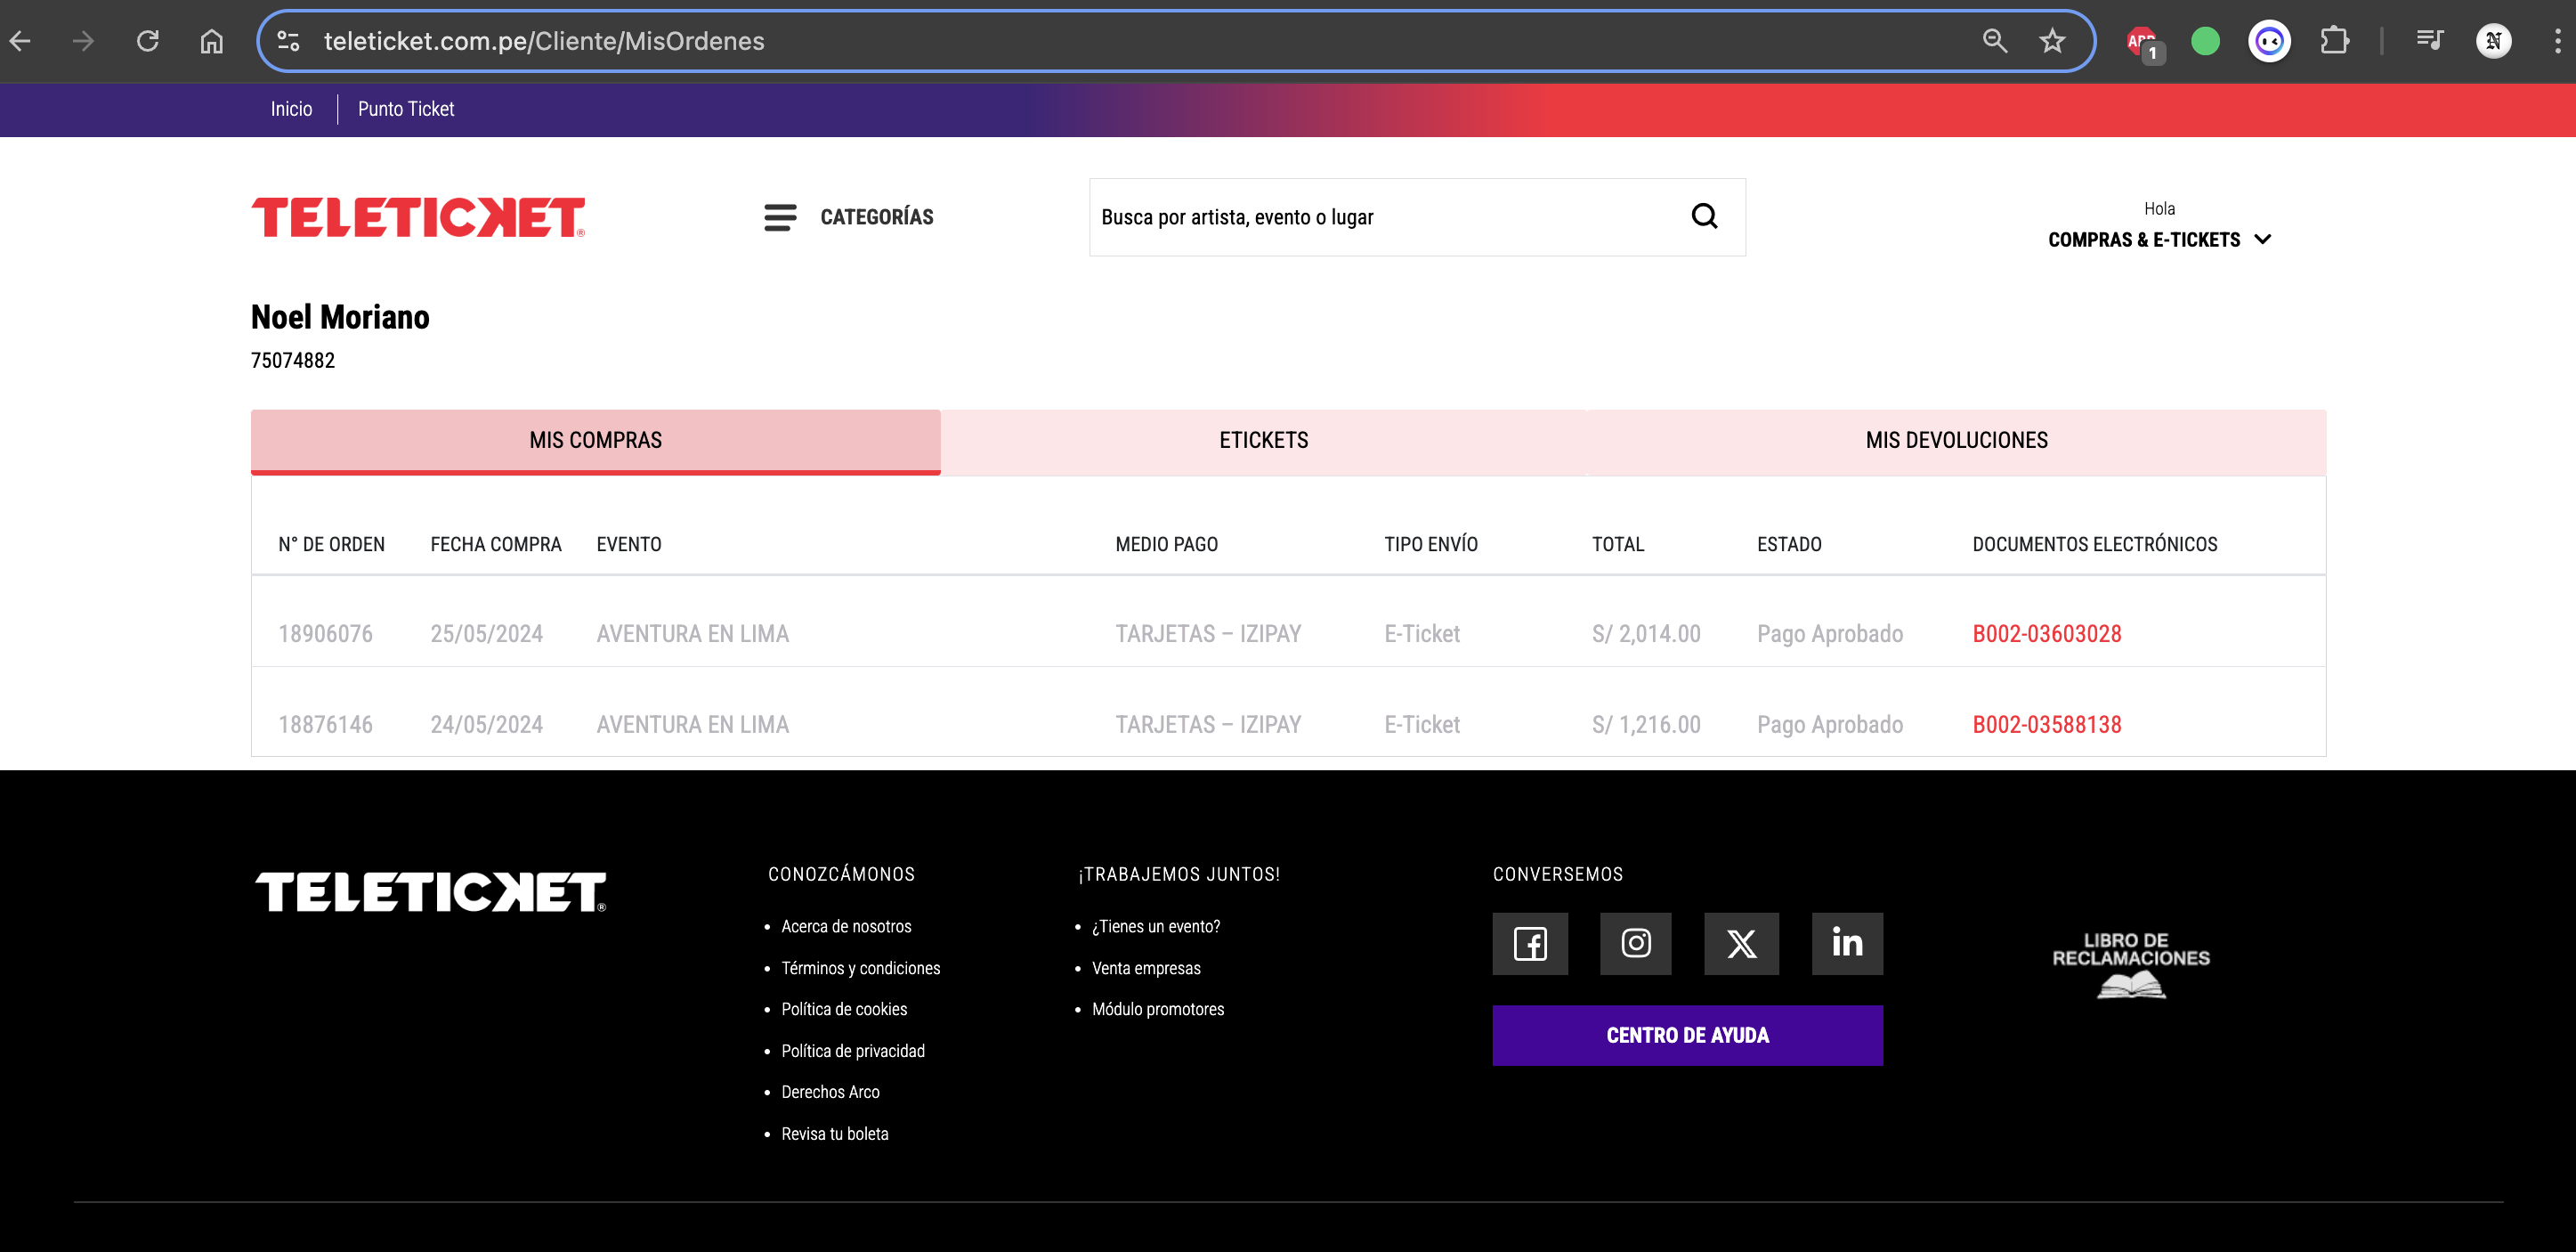 teleticket.com.pe/Cliente/MisOrdenes
ABP
1
Inicio
Punto Ticket
TELETICKET®
CATEGORÍAS
Busca por artista, evento o lugar
Hola
COMPRAS & E-TICKETS
Noel Moriano
75074882
MIS COMPRAS
ETICKETS
MIS DEVOLUCIONES
N° DE ORDEN FECHA COMPRA EVENTO MEDIO PAGO TIPO ENVÍO TOTAL ESTADO DOCUMENTOS ELECTRÓNICOS
18906076 25/05/2024 AVENTURA EN LIMA TARJETAS – IZIPAY E-Ticket S/ 2,014.00 Pago Aprobado B002-03603028
18876146 24/05/2024 AVENTURA EN LIMA TARJETAS – IZIPAY E-Ticket S/ 1,216.00 Pago Aprobado B002-03588138
TELETICKET®
CONOZCÁMONOS
Acerca de nosotros
Términos y condiciones
Política de cookies
Política de privacidad
Derechos Arco
Revisa tu boleta
¡TRABAJEMOS JUNTOS!
¿Tienes un evento?
Venta empresas
Módulo promotores
CONVERSEMOS
CENTRO DE AYUDA
LIBRO DE
RECLAMACIONES